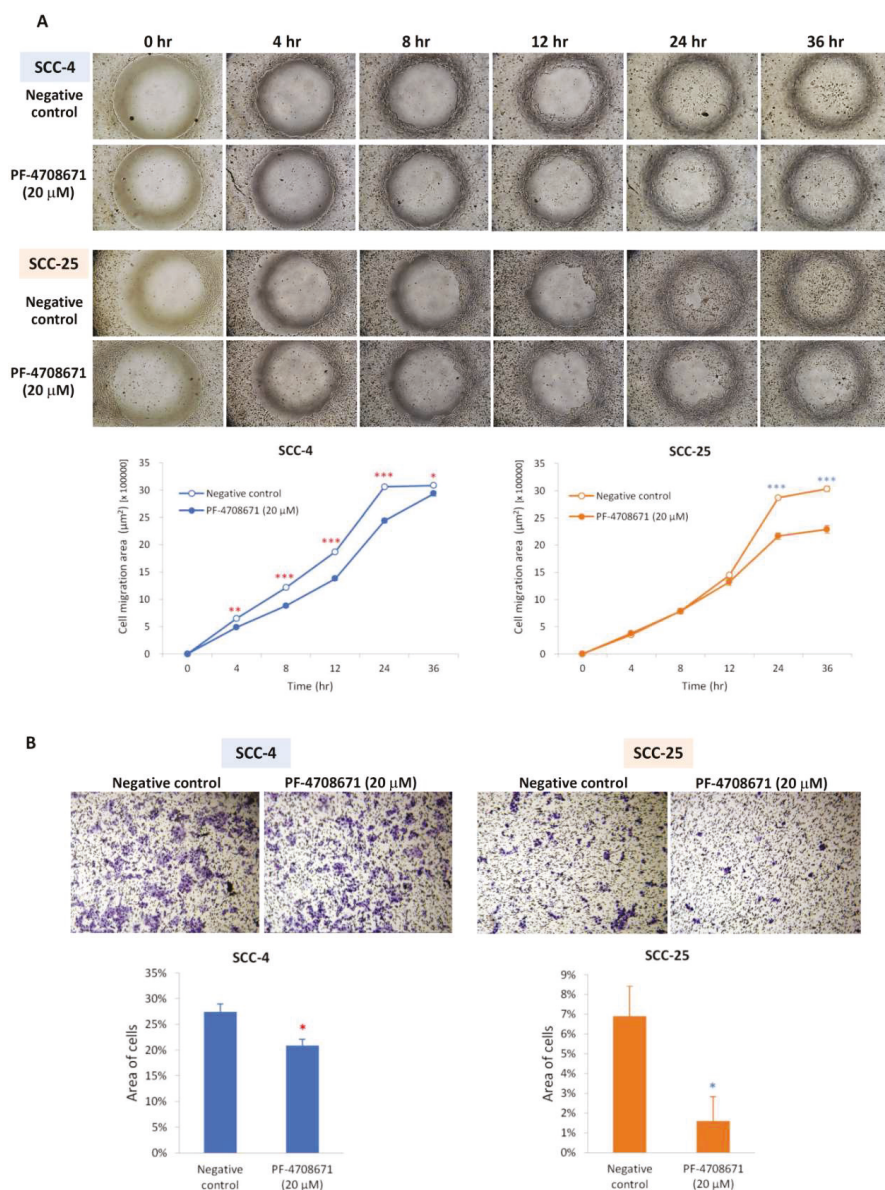 A
0 hr 4 hr 8 hr 12 hr 24 hr 36 hr
SCC-4
Negative
control
PF-4708671
(20 µM)
SCC-25
Negative
control
PF-4708671
(20 µM)
SCC-4
Cell migration area (µm²) [x 100000]
35
30
25
20
15
10
5
0
Negative control
PF-4708671 (20 µM)
** *** *** *** *
0 4 8 12 24 36
Time (hr)
SCC-25
Cell migration area (µm²) [x 100000]
35
30
25
20
15
10
5
0
Negative control
PF-4708671 (20 µM)
*** ***
0 4 8 12 24 36
Time (hr)
B
SCC-4
Negative control PF-4708671 (20 µM)
SCC-25
Negative control PF-4708671 (20 µM)
SCC-4
Area of cells
35%
30%
25%
20%
15%
10%
5%
0%
*
Negative
control
PF-4708671
(20 µM)
SCC-25
Area of cells
9%
8%
7%
6%
5%
4%
3%
2%
1%
0%
*
Negative
control
PF-4708671
(20 µM)